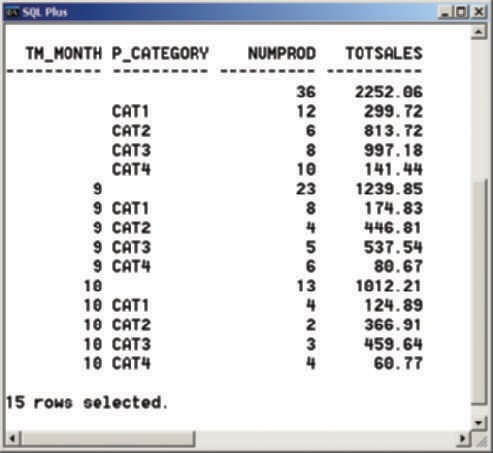 SQL Plus
TM_MONTH P_CATEGORY NUMPROD TOTSALES
---------- ---------- ---------- ----------
36 2252.06
CAT1 12 299.72
CAT2 6 813.72
CAT3 8 997.18
CAT4 10 141.44
9 23 1239.85
9 CAT1 8 174.83
9 CAT2 4 446.81
9 CAT3 5 537.54
9 CAT4 6 80.67
10 13 1012.21
10 CAT1 4 124.89
10 CAT2 2 366.91
10 CAT3 3 459.64
10 CAT4 4 60.77
15 rows selected.